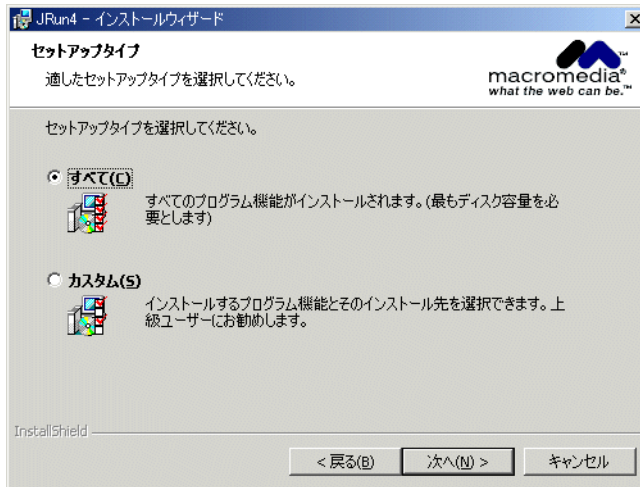 JRun4 - インストールウィザード
セットアップタイプ
適したセットアップタイプを選択してください。
macromedia®
what the web can be.™
セットアップタイプを選択してください。
すべて(C)
すべてのプログラム機能がインストールされます。(最もディスク容量を必
要とします)
カスタム(S)
インストールするプログラム機能とそのインストール先を選択できます。上
級ユーザーにお勧めします。
InstallShield
< 戻る(B)
次へ(N) >
キャンセル